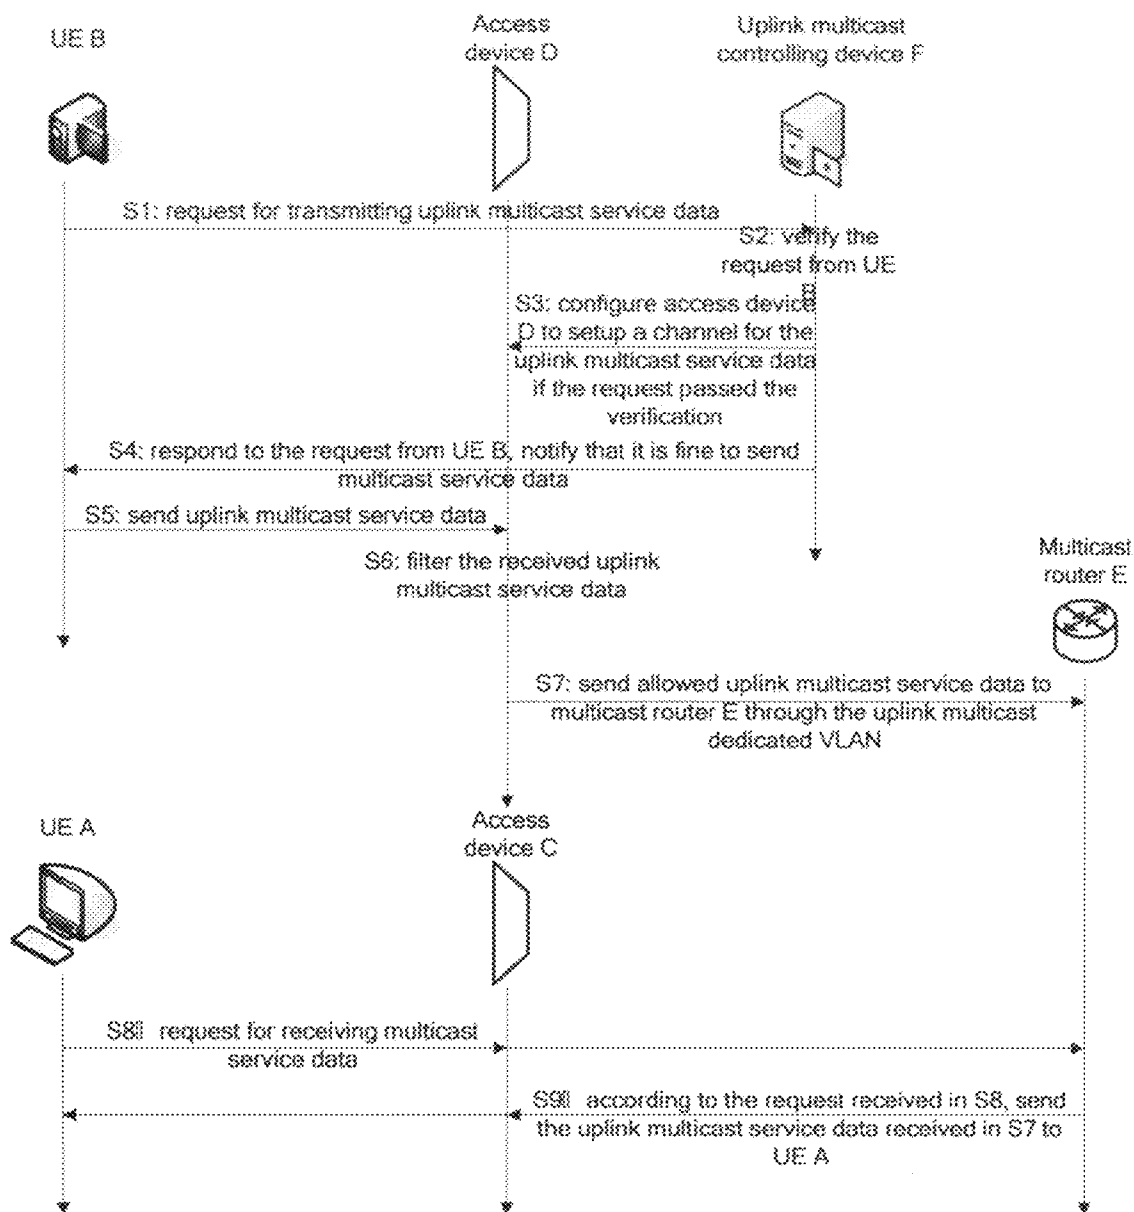 UE B
Access
device D
Uplink multicast
controlling device F
S1: request for transmitting uplink multicast service data
S2: verify the
request from UE
B
S3: configure access device
D to setup a channel for the
uplink multicast service data
if the request passed the
verification
S4: respond to the request from UE B, notify that it is fine to send
multicast service data
S5: send uplink multicast service data
S6: filter the received uplink
multicast service data
Multicast
router E
S7: send allowed uplink multicast service data to
multicast router E through the uplink multicast
dedicated VLAN
UE A
Access
device C
S8 request for receiving multicast
service data
S9 according to the request received in S8, send
the uplink multicast service data received in S7 to
UE A